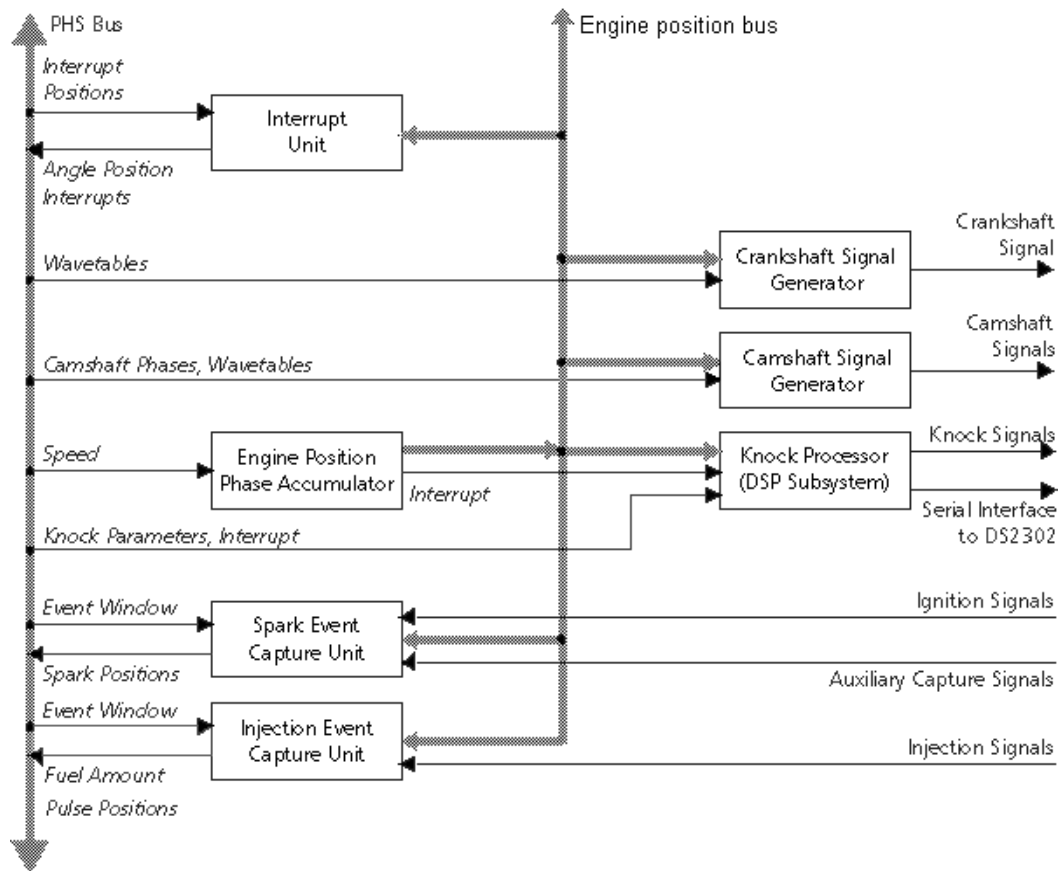 PHS Bus
Engine position bus
Interrupt
Positions
Interrupt
Unit
Angle Position
Interrupts
Crankshaft
Signal
Wavetables
Crankshaft Signal
Generator
Camshaft
Signals
Camshaft Phases, Wavetables
Camshaft Signal
Generator
Speed
Engine Position
Phase Accumulator
Interrupt
Knock Processor
(DSP Subsystem)
Knock Signals
Serial Interface
to DS2302
Knock Parameters, Interrupt
Event Window
Spark Event
Capture Unit
Ignition Signals
Spark Positions
Auxiliary Capture Signals
Event Window
Injection Event
Capture Unit
Injection Signals
Fuel Amount
Pulse Positions